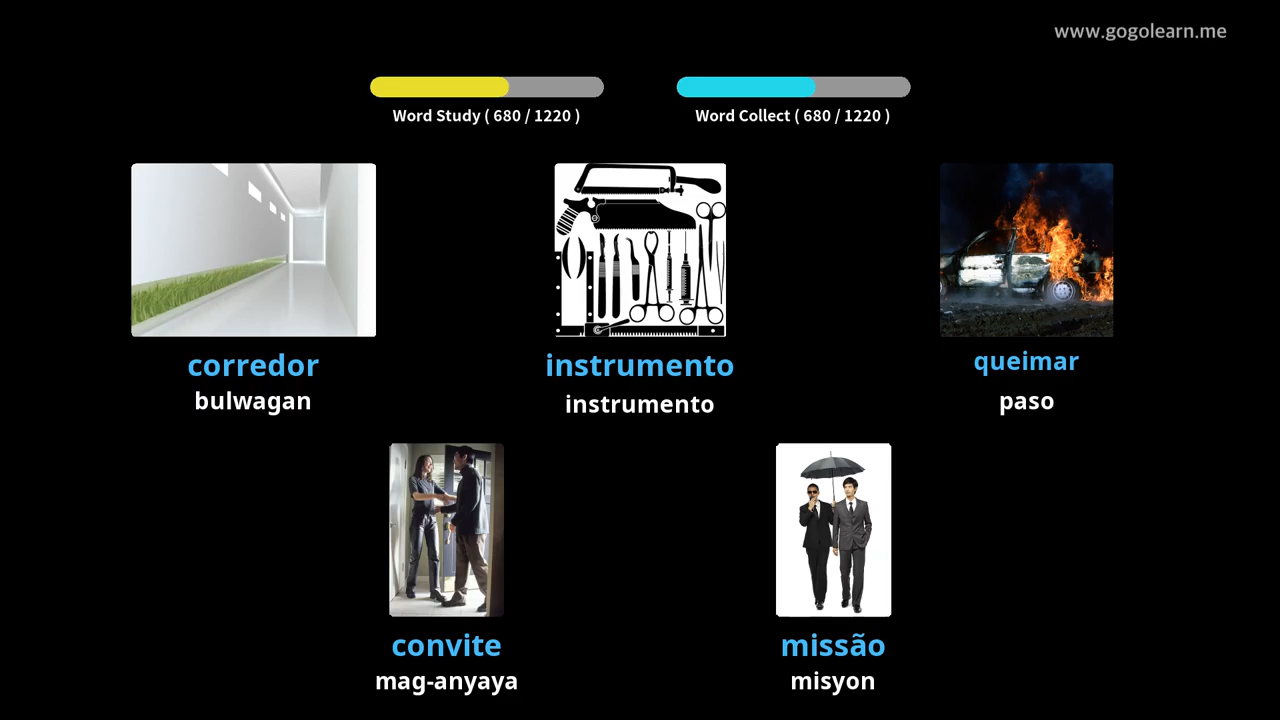 www.gogolearn.me
Word Study ( 680 / 1220 )
Word Collect ( 680 / 1220 )
corredor
bulwagan
instrumento
instrumento
queimar
paso
convite
mag-anyaya
missão
misyon